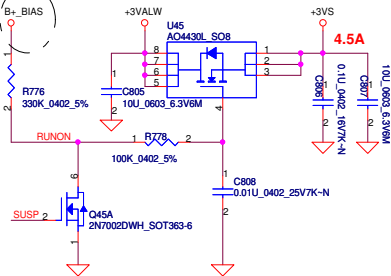 B+_BIAS
+3VALW
U45
AO4430L_SO8
+3VS
4.5A
8
7
6
5
1
2
3
4
1
R776
330K_0402_5%
2
1
C805
10U_0603_6.3V6M
2
1
C806
0.1U_0402_16V7K~N
2
1
C807
10U_0603_6.3V6M
2
RUNON
1
R778
2
100K_0402_5%
6
SUSP
2
Q45A
2N7002DWH_SOT363-6
1
1
C808
0.01U_0402_25V7K~N
2